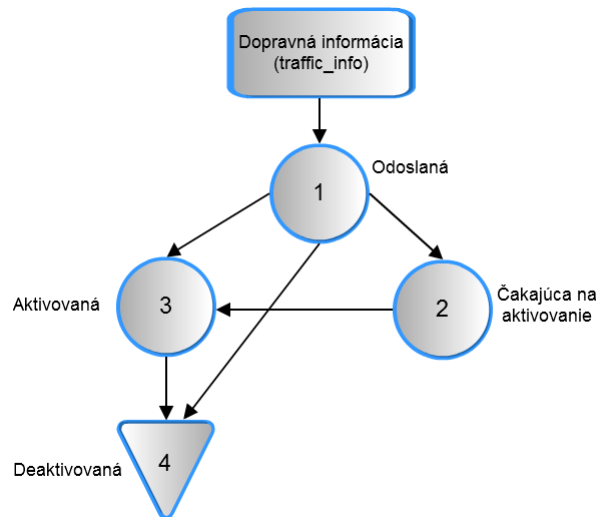 Dopravná informácia
(traffic_info)
Odoslaná
1
Aktivovaná
3
2
Čakajúca na
aktivovanie
Deaktivovaná
4